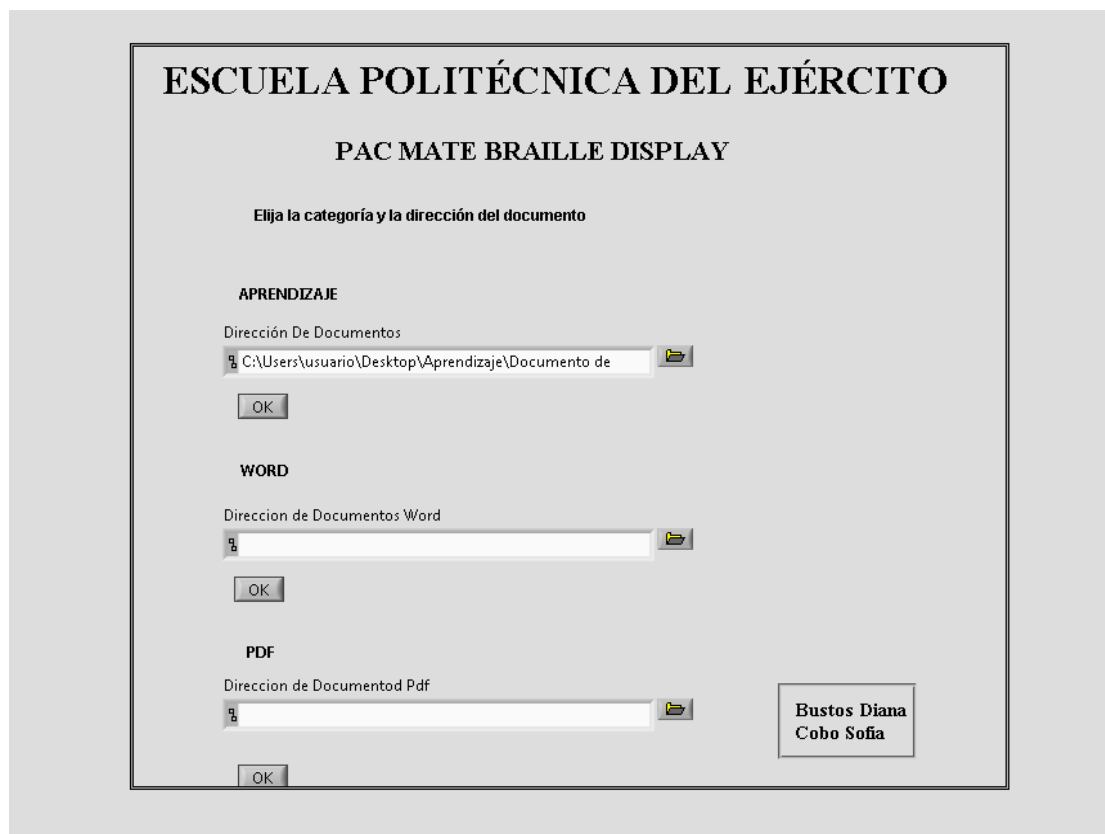 ESCUELA POLITÉCNICA DEL EJÉRCITO
PAC MATE BRAILLE DISPLAY
Elija la categoría y la dirección del documento
APRENDIZAJE
Dirección De Documentos
C:\Users\usuario\Desktop\Aprendizaje\Documento de
OK
WORD
Direccion de Documentos Word
OK
PDF
Direccion de Documentod Pdf
Bustos Diana
Cobo Sofia
OK